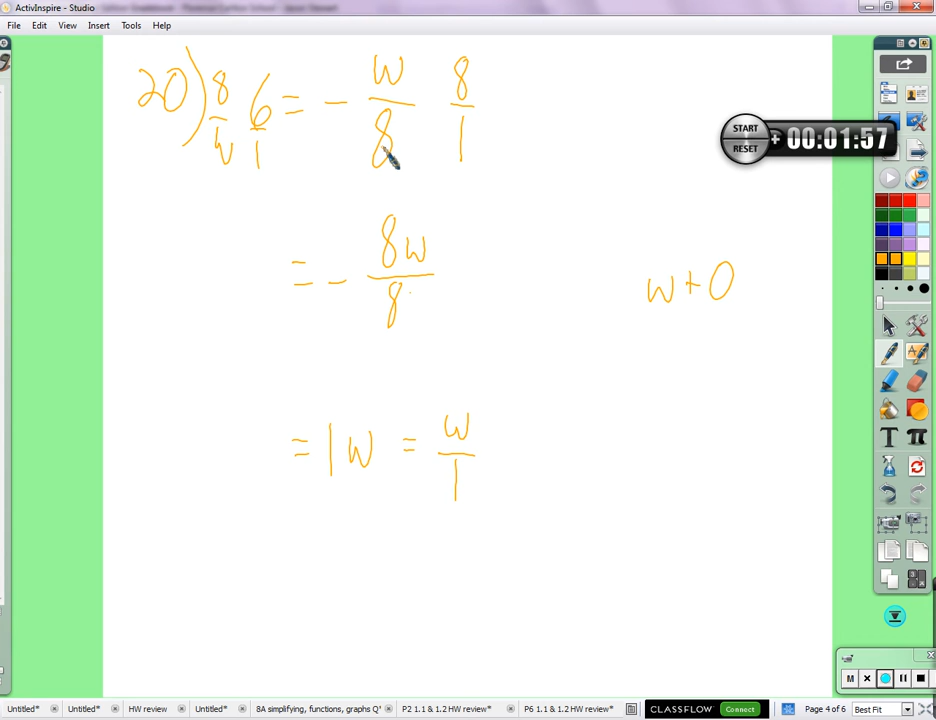 ActivInspire - Studio
File Edit View Insert Tools Help
START
RESET
+ 00:01:57
20) 8/w 6/1 = - w/8 8/1
= - 8w/8
w + 0
= 1w = w/1
M
Untitled* Untitled* HW review Untitled* 8A simplifying, functions, graphs Q' P2 1.1 & 1.2 HW review* P6 1.1 & 1.2 HW review* CLASSFLOW Connect Page 4 of 6 Best Fit